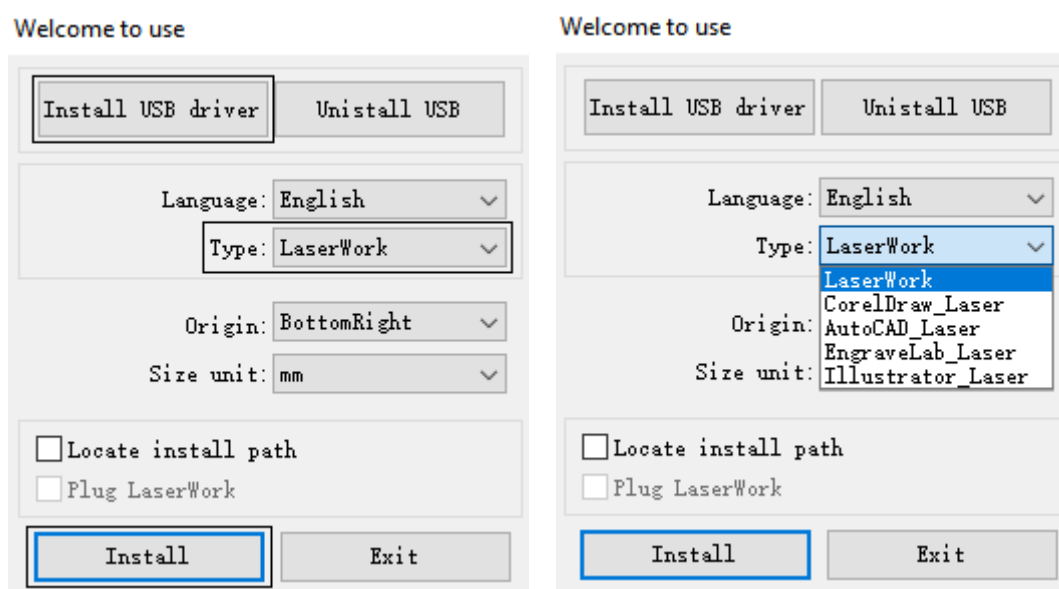 Welcome to use
Install USB driver
Unistall USB
Language: English
Type: LaserWork
Origin: BottomRight
Size unit: mm
Locate install path
Plug LaserWork
Install
Exit
Welcome to use
Install USB driver
Unistall USB
Language: English
Type: LaserWork
LaserWork
CorelDraw_Laser
Origin:
AutoCAD_Laser
EngraveLab_Laser
Size unit:
Illustrator_Laser
Locate install path
Plug LaserWork
Install
Exit